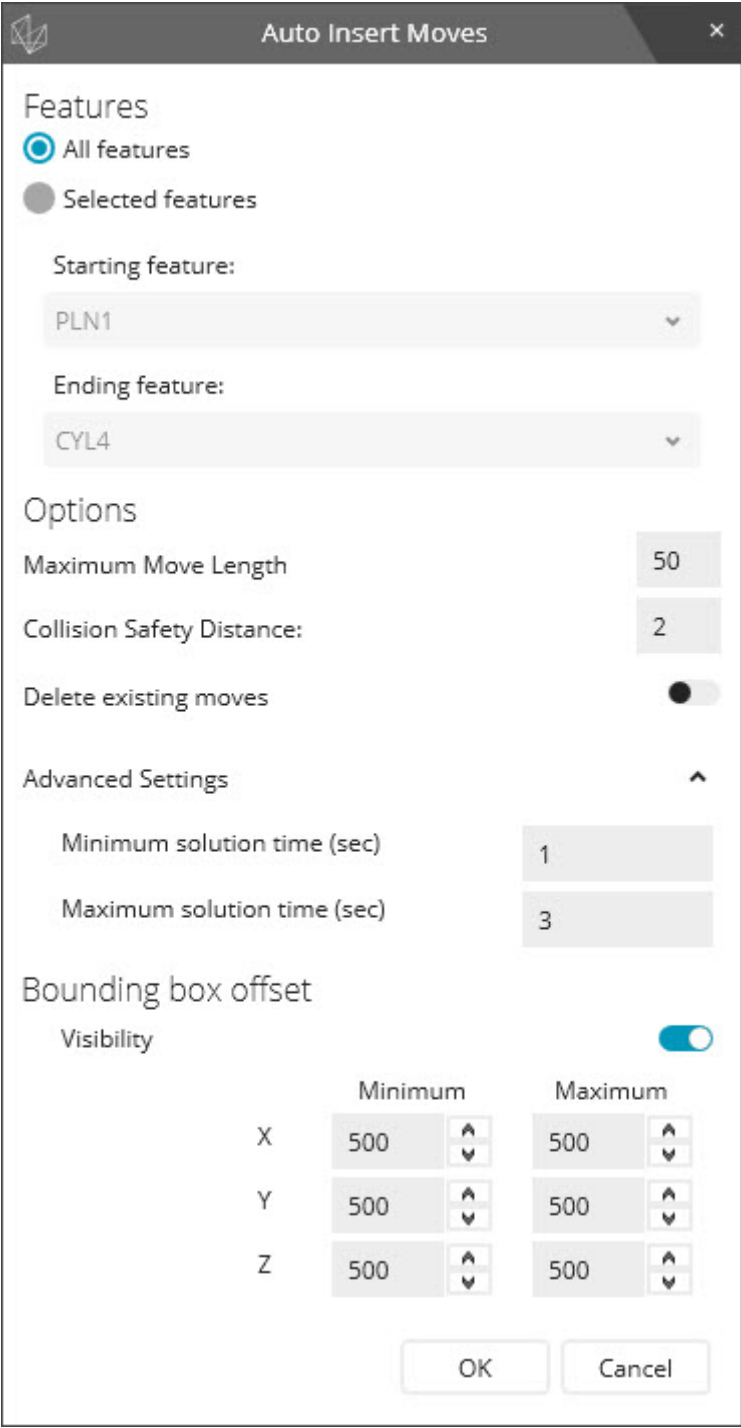 Auto Insert Moves
Features
All features
Selected features
Starting feature:
PLN1
Ending feature:
CYL4
Options
Maximum Move Length 50
Collision Safety Distance: 2
Delete existing moves
Advanced Settings
Minimum solution time (sec) 1
Maximum solution time (sec) 3
Bounding box offset
Visibility
Minimum Maximum
X 500 500
Y 500 500
Z 500 500
OK Cancel